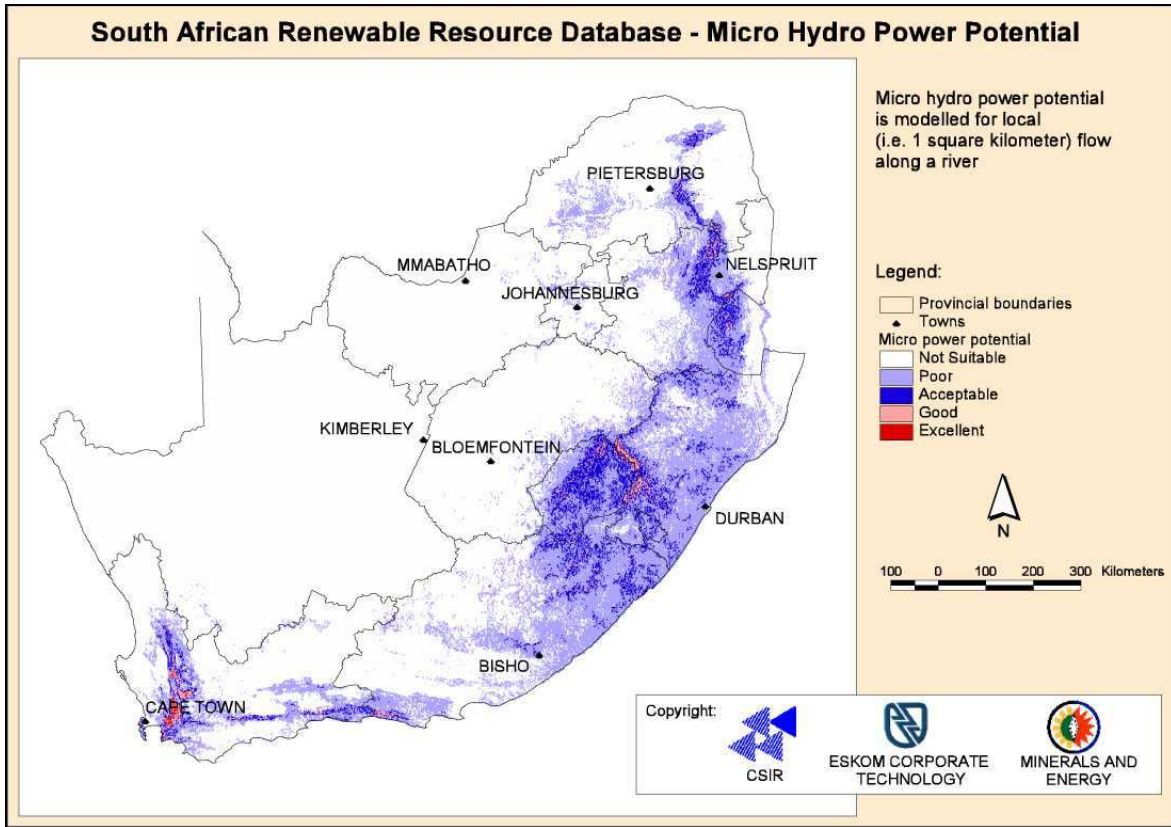 South African Renewable Resource Database - Micro Hydro Power Potential
Micro hydro power potential
is modelled for local
(i.e. 1 square kilometer) flow
along a river
PIETERSBURG
MMABATHO
NELSPRUIT
JOHANNESBURG
KIMBERLEY
BLOEMFONTEIN
DURBAN
BISHO
CAPE TOWN
Legend:
Provincial boundaries
Towns
Micro power potential
Not Suitable
Poor
Acceptable
Good
Excellent
N
100 0 100 200 300 Kilometers
Copyright:
CSIR
ESKOM CORPORATE
TECHNOLOGY
MINERALS AND
ENERGY